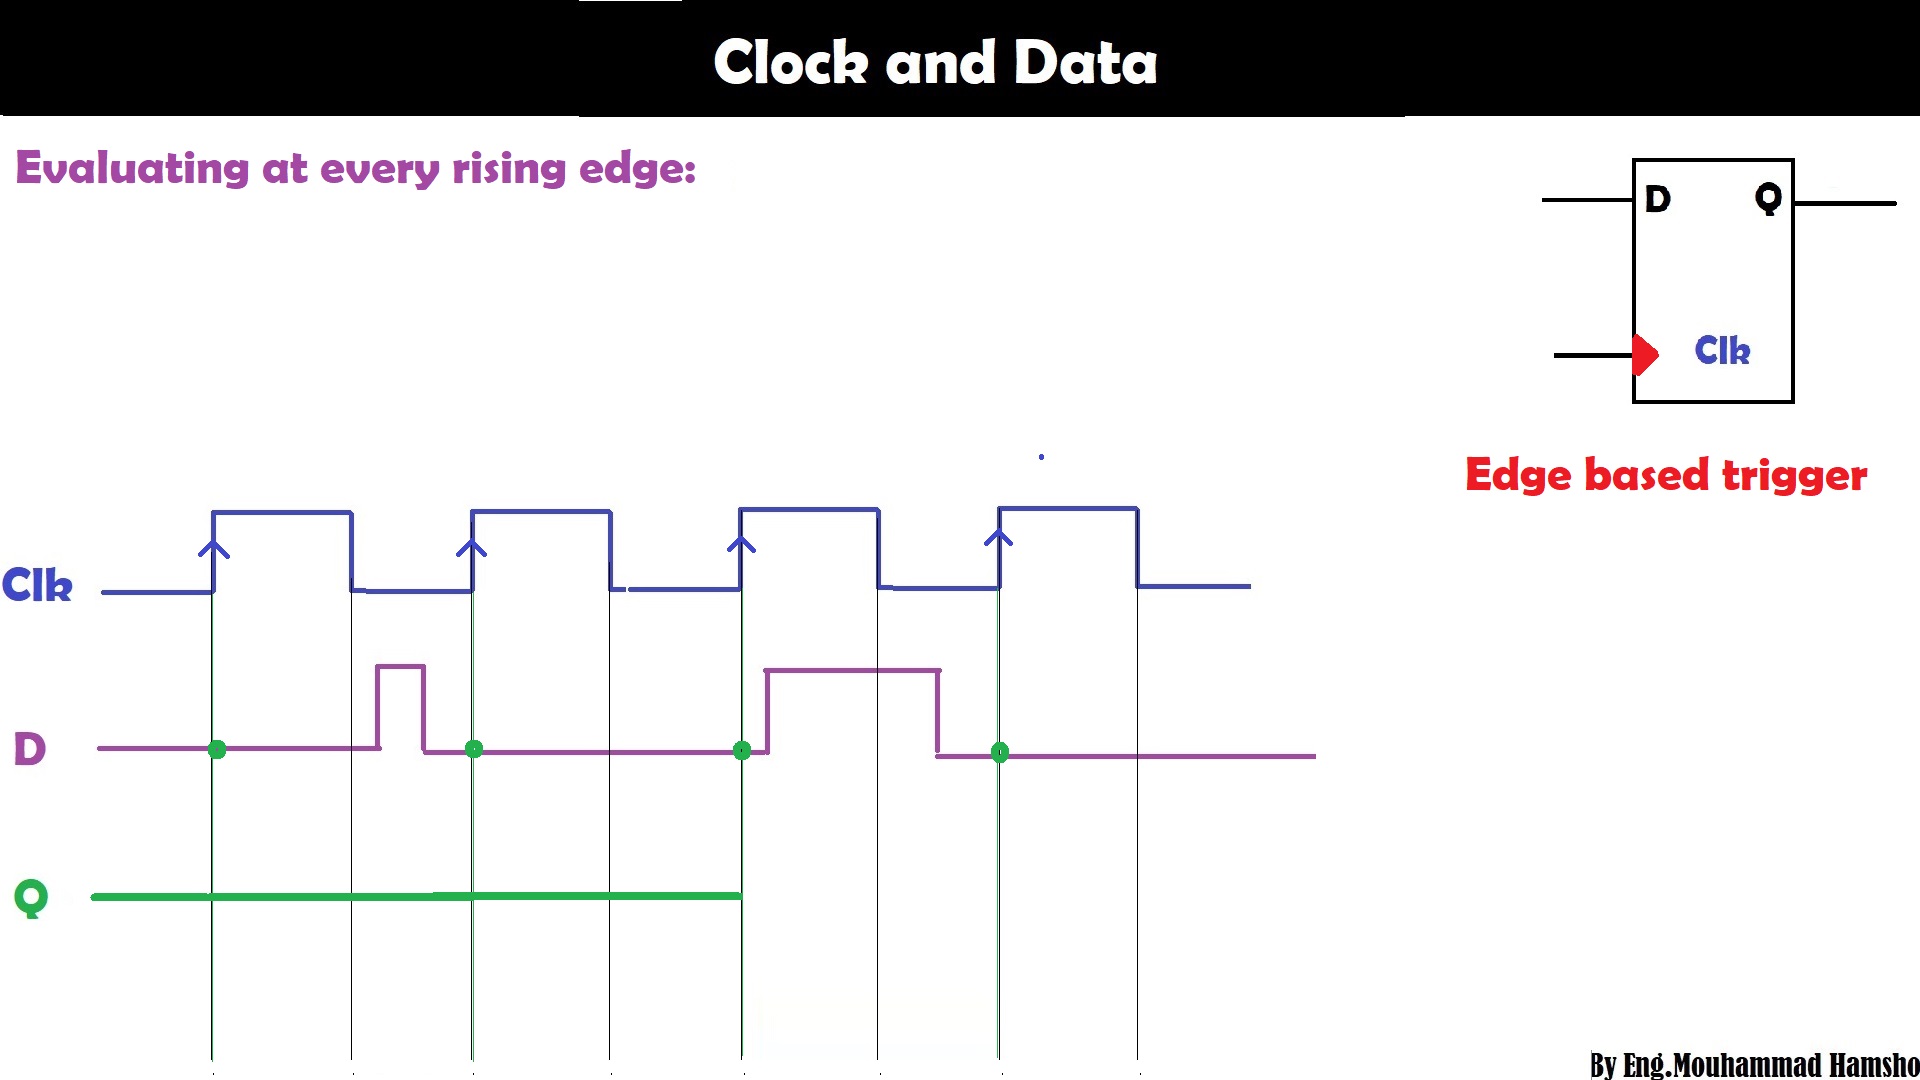 Clock and Data
Evaluating at every rising edge:
D Q
Clk
Edge based trigger
Clk
D
Q
By Eng.Mouhammad Hamsho